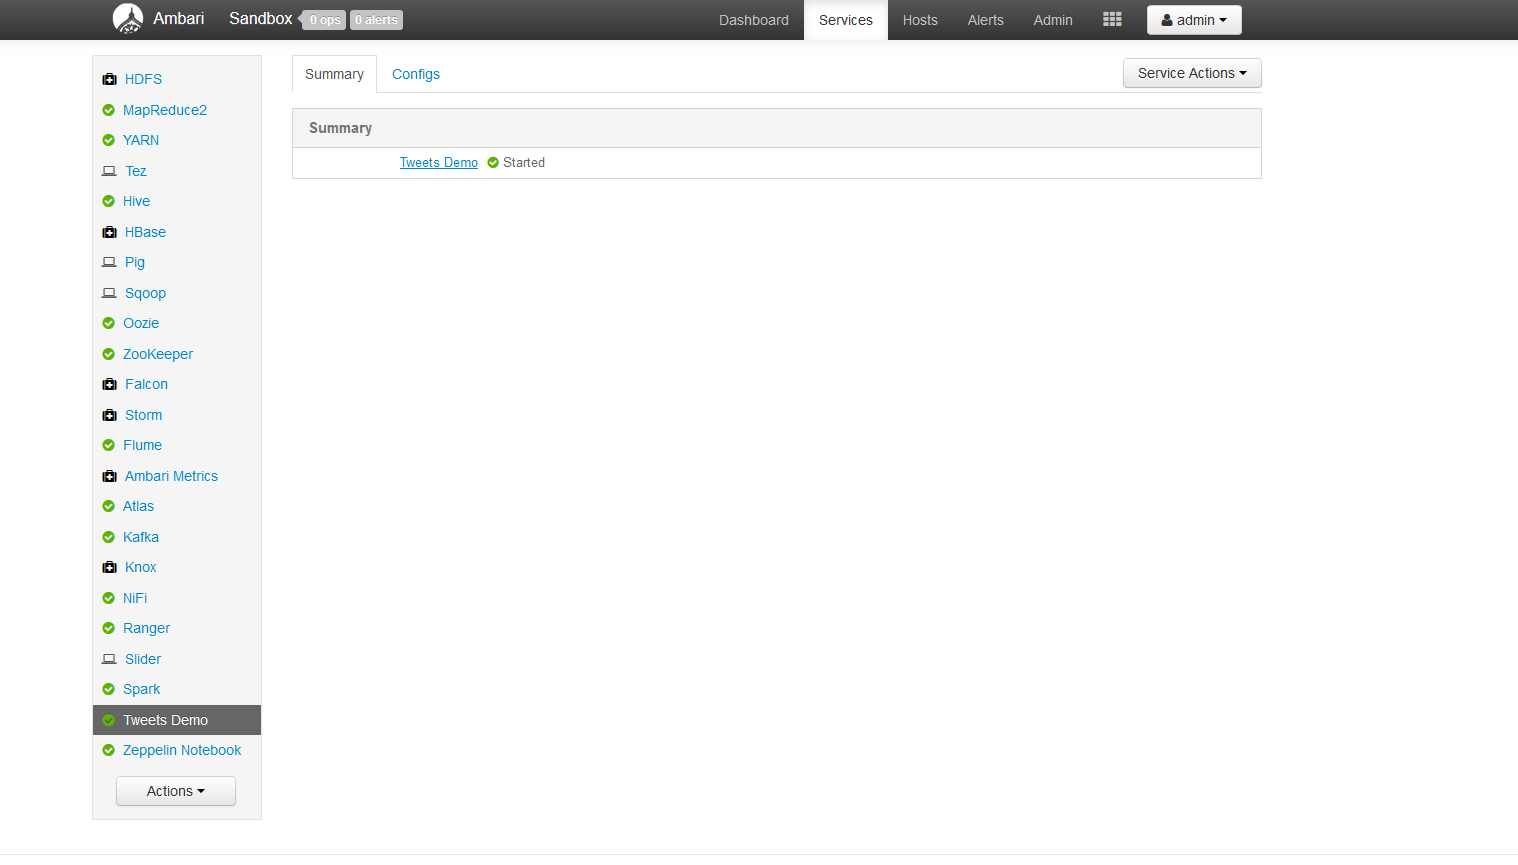 Ambari Sandbox 0 ops 0 alerts Dashboard Services Hosts Alerts Admin admin
HDFS
MapReduce2
YARN
Tez
Hive
HBase
Pig
Sqoop
Oozie
ZooKeeper
Falcon
Storm
Flume
Ambari Metrics
Atlas
Kafka
Knox
NiFi
Ranger
Slider
Spark
Tweets Demo
Zeppelin Notebook
Actions
Summary Configs Service Actions
Summary
Tweets Demo Started